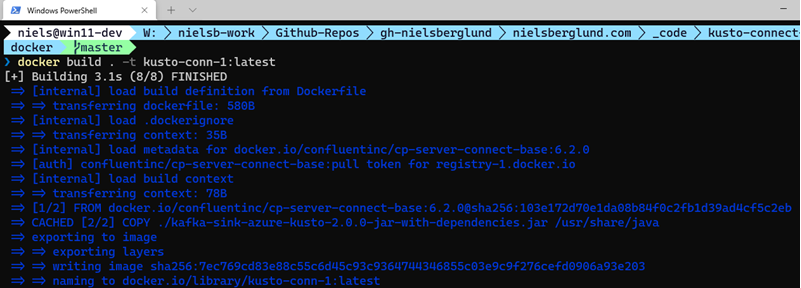 Windows PowerShell
niels@win11-dev W: nielsb-work Github-Repos gh-nielsberglund nielsberglund.com _code kusto-connect-
docker master
❯ docker build . -t kusto-conn-1:latest
[+] Building 3.1s (8/8) FINISHED
=> [internal] load build definition from Dockerfile
=> => transferring dockerfile: 580B
=> [internal] load .dockerignore
=> => transferring context: 35B
=> [internal] load metadata for docker.io/confluentinc/cp-server-connect-base:6.2.0
=> [auth] confluentinc/cp-server-connect-base:pull token for registry-1.docker.io
=> [internal] load build context
=> => transferring context: 78B
=> [1/2] FROM docker.io/confluentinc/cp-server-connect-base:6.2.0@sha256:103e172d70e1da08b84f0c2fb1d39ad4cf5c2eb
=> CACHED [2/2] COPY ./kafka-sink-azure-kusto-2.0.0-jar-with-dependencies.jar /usr/share/java
=> exporting to image
=> => exporting layers
=> => writing image sha256:7ec769cd83e88c55c6d45c93c9364744346855c03e9c9f276cefd0906a93e203
=> => naming to docker.io/library/kusto-conn-1:latest